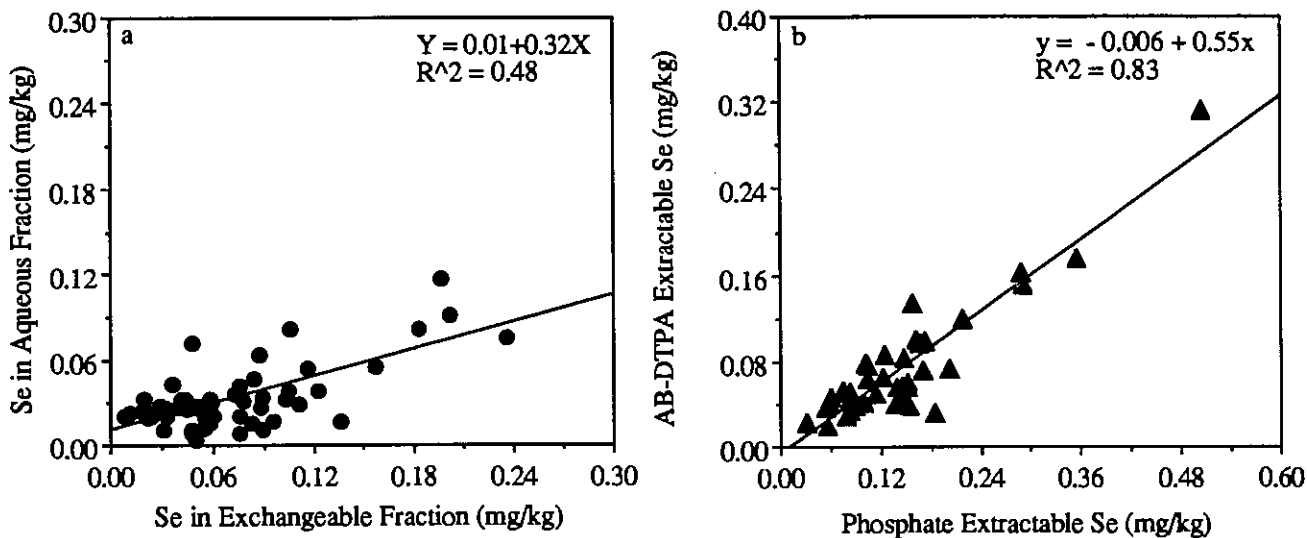 a
Y = 0.01+0.32X
R^2 = 0.48
0.30
0.24
0.18
0.12
0.06
0.00
Se in Aqueous Fraction (mg/kg)
0.00 0.06 0.12 0.18 0.24 0.30
Se in Exchangeable Fraction (mg/kg)
b
y = - 0.006 + 0.55x
R^2 = 0.83
0.40
0.32
0.24
0.16
0.08
0.00
AB-DTPA Extractable Se (mg/kg)
0.00 0.12 0.24 0.36 0.48 0.60
Phosphate Extractable Se (mg/kg)